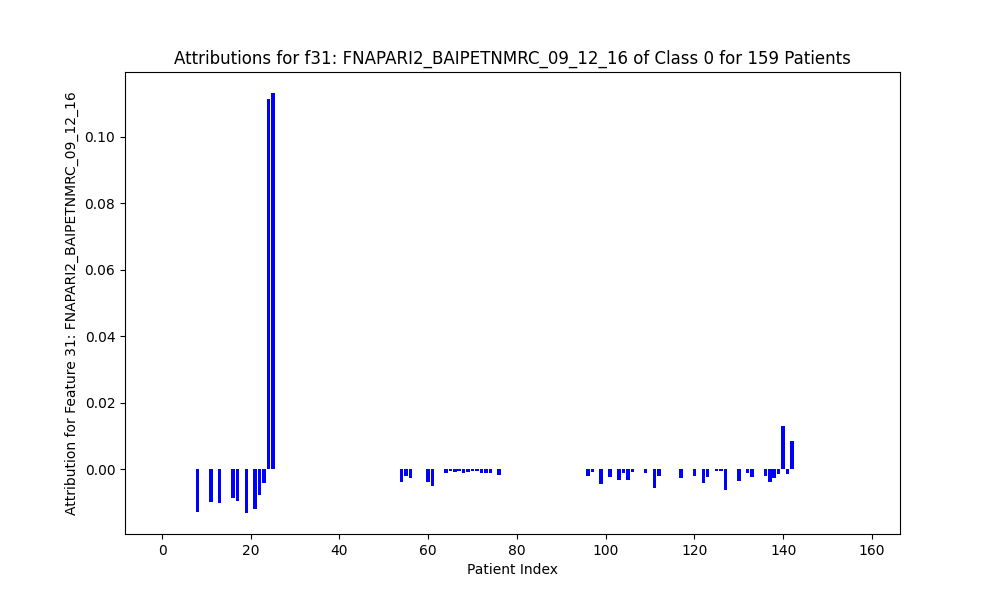 Attributions for f31: FNAPARI2_BAIPETNMRC_09_12_16 of Class 0 for 159 Patients
Attribution for Feature 31: FNAPARI2_BAIPETNMRC_09_12_16
0.10
0.08
0.06
0.04
0.02
0.00
0 20 40 60 80 100 120 140 160
Patient Index